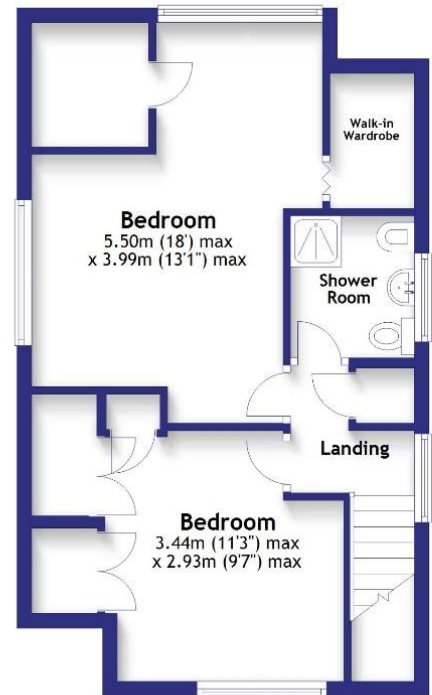 Walk-in
Wardrobe
Bedroom
5.50m (18') max
x 3.99m (13'1") max
Shower
Room
Landing
Bedroom
3.44m (11'3") max
x 2.93m (9'7") max